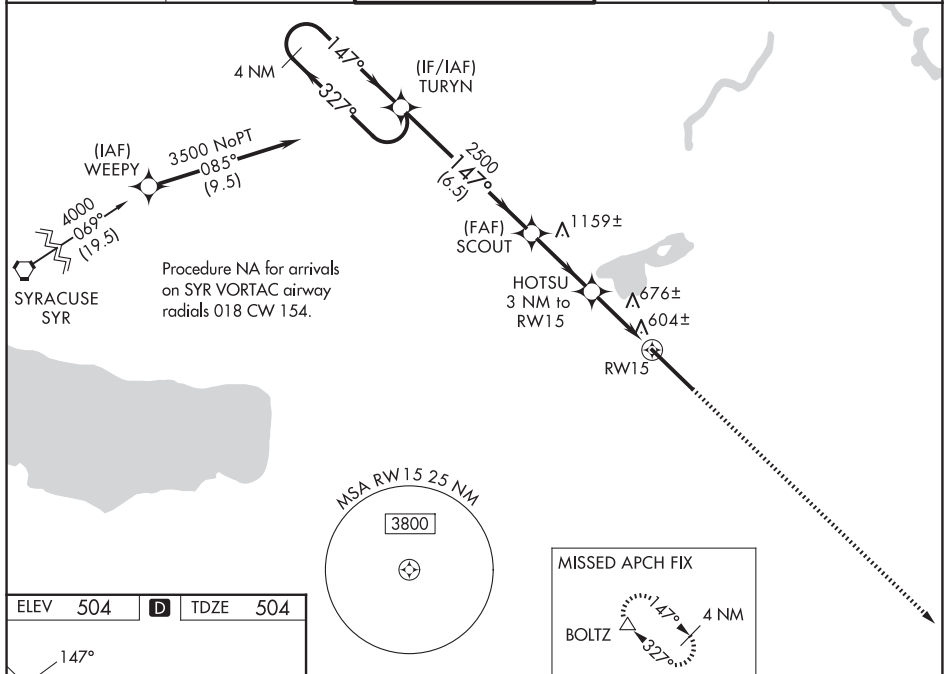 4 NM
147°
327°
(IF/IAF)
TURYN
(IAF)
WEEPY
3500 NoPT
085°
(9.5)
4000
069°
(19.5)
SYRACUSE
SYR
Procedure NA for arrivals
on SYR VORTAC airway
radials 018 CW 154.
2500
147°
(6.5)
(FAF)
SCOUT
1159±
HOTSU
3 NM to
RW15
676±
604±
RW15
MSA RW15 25 NM
3800
MISSED APCH FIX
BOLTZ
147°
327°
4 NM
ELEV 504 D TDZE 504
147°